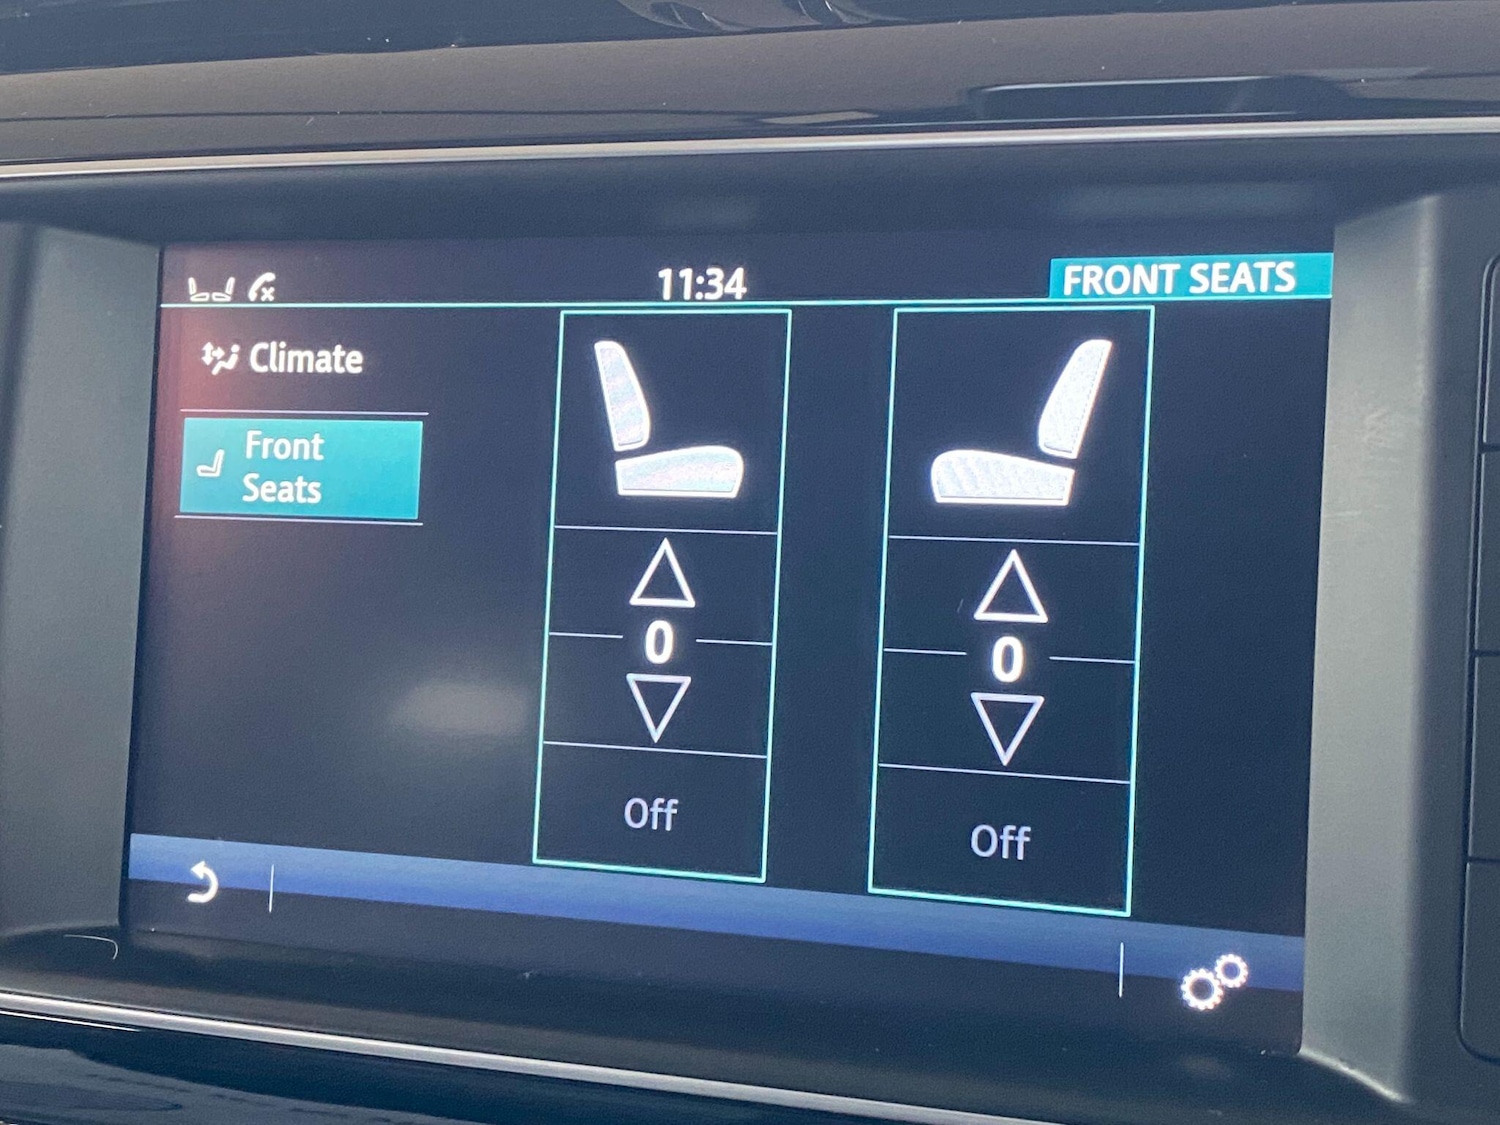 11:34
FRONT SEATS
Climate
Front
Seats
0
0
Off
Off